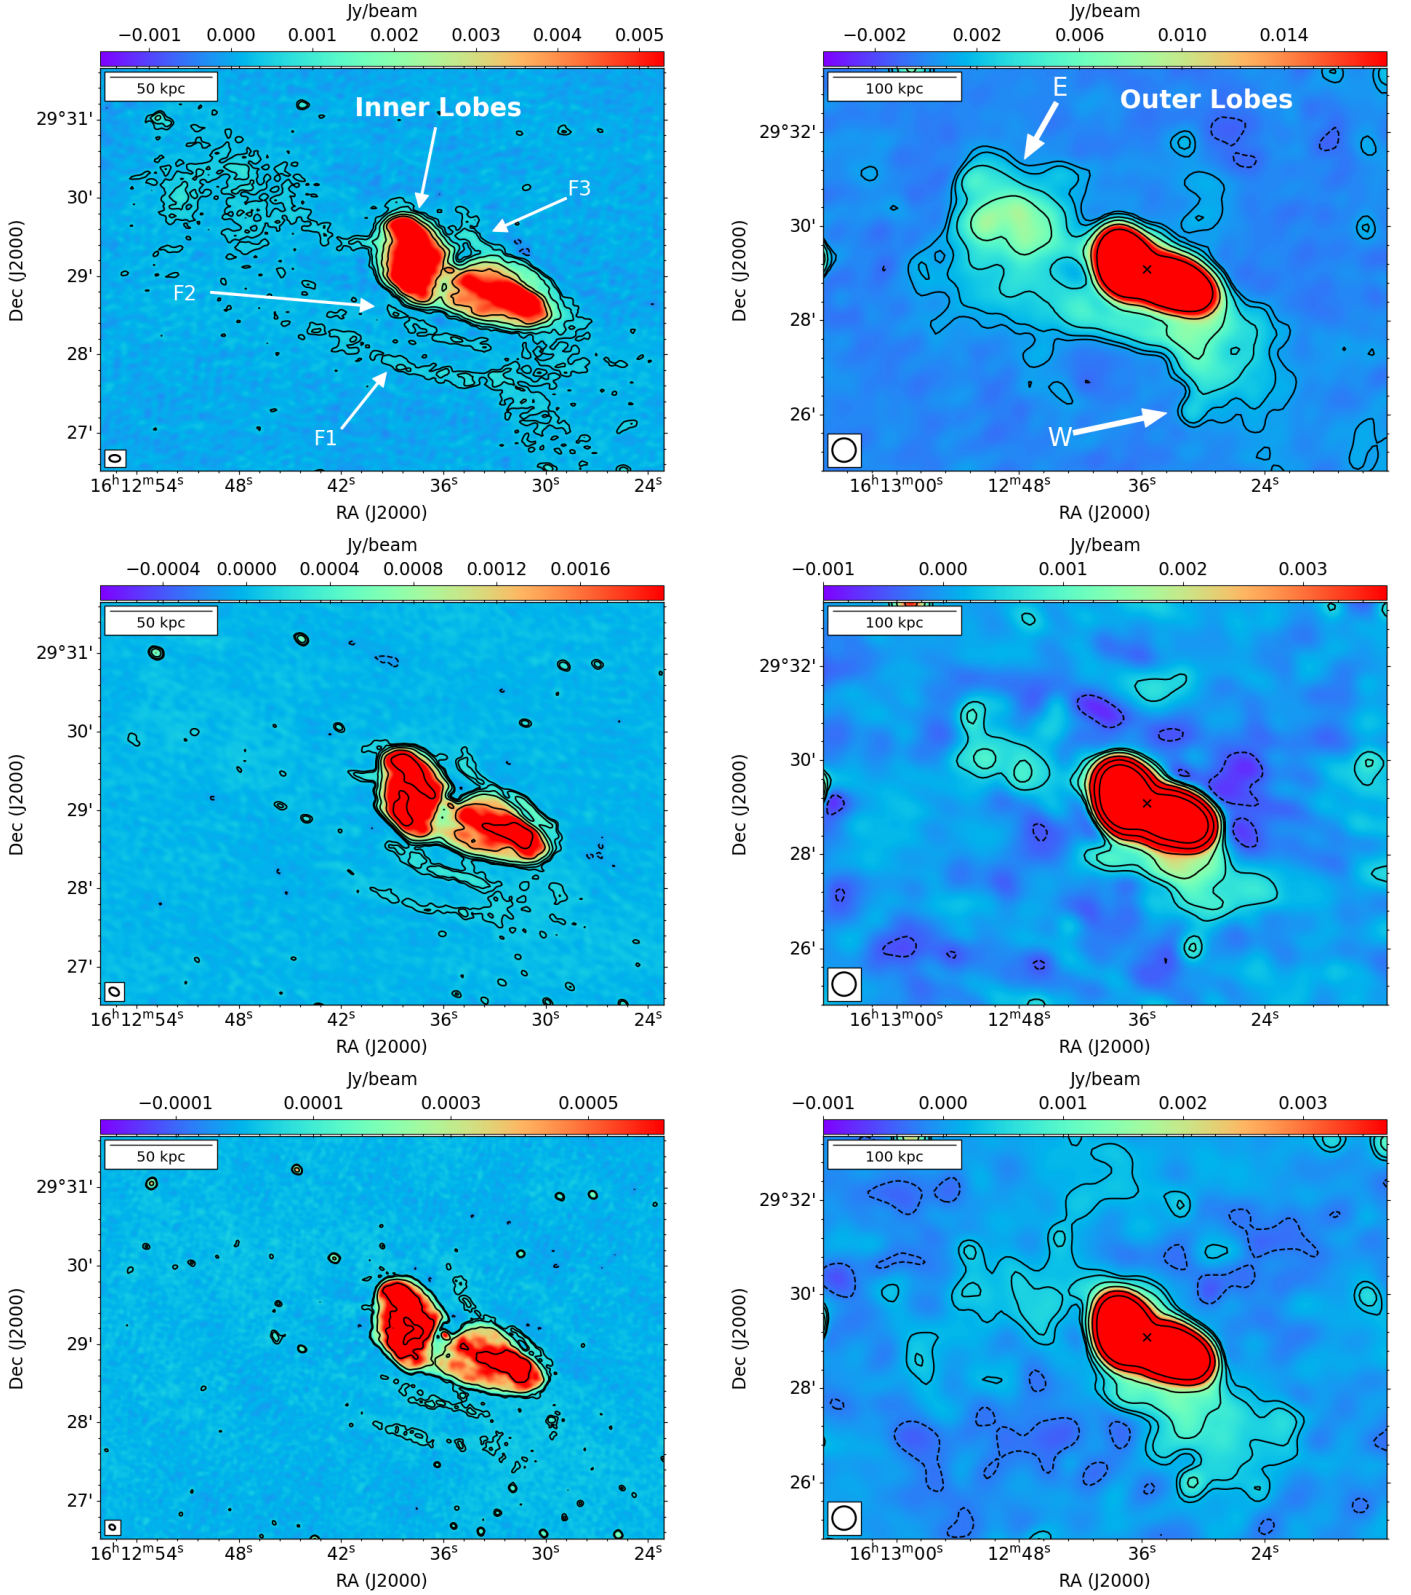 Jy/beam
−0.001 0.000 0.001 0.002 0.003 0.004 0.005
50 kpc
Inner Lobes
F3
F2
F1
29°31'
30'
29'
28'
27'
Dec (J2000)
16ʰ12ᵐ54ˢ 48ˢ 42ˢ 36ˢ 30ˢ 24ˢ
RA (J2000)
Jy/beam
−0.002 0.002 0.006 0.010 0.014
100 kpc
E
Outer Lobes
W
29°32'
30'
28'
26'
Dec (J2000)
16ʰ13ᵐ00ˢ 12ᵐ48ˢ 36ˢ 24ˢ
RA (J2000)
Jy/beam
−0.0004 0.0000 0.0004 0.0008 0.0012 0.0016
50 kpc
29°31'
30'
29'
28'
27'
Dec (J2000)
16ʰ12ᵐ54ˢ 48ˢ 42ˢ 36ˢ 30ˢ 24ˢ
RA (J2000)
Jy/beam
−0.001 0.000 0.001 0.002 0.003
100 kpc
29°32'
30'
28'
26'
Dec (J2000)
16ʰ13ᵐ00ˢ 12ᵐ48ˢ 36ˢ 24ˢ
RA (J2000)
Jy/beam
−0.0001 0.0001 0.0003 0.0005
50 kpc
29°31'
30'
29'
28'
27'
Dec (J2000)
16ʰ12ᵐ54ˢ 48ˢ 42ˢ 36ˢ 30ˢ 24ˢ
RA (J2000)
Jy/beam
−0.001 0.000 0.001 0.002 0.003
100 kpc
29°32'
30'
28'
26'
Dec (J2000)
16ʰ13ᵐ00ˢ 12ᵐ48ˢ 36ˢ 24ˢ
RA (J2000)